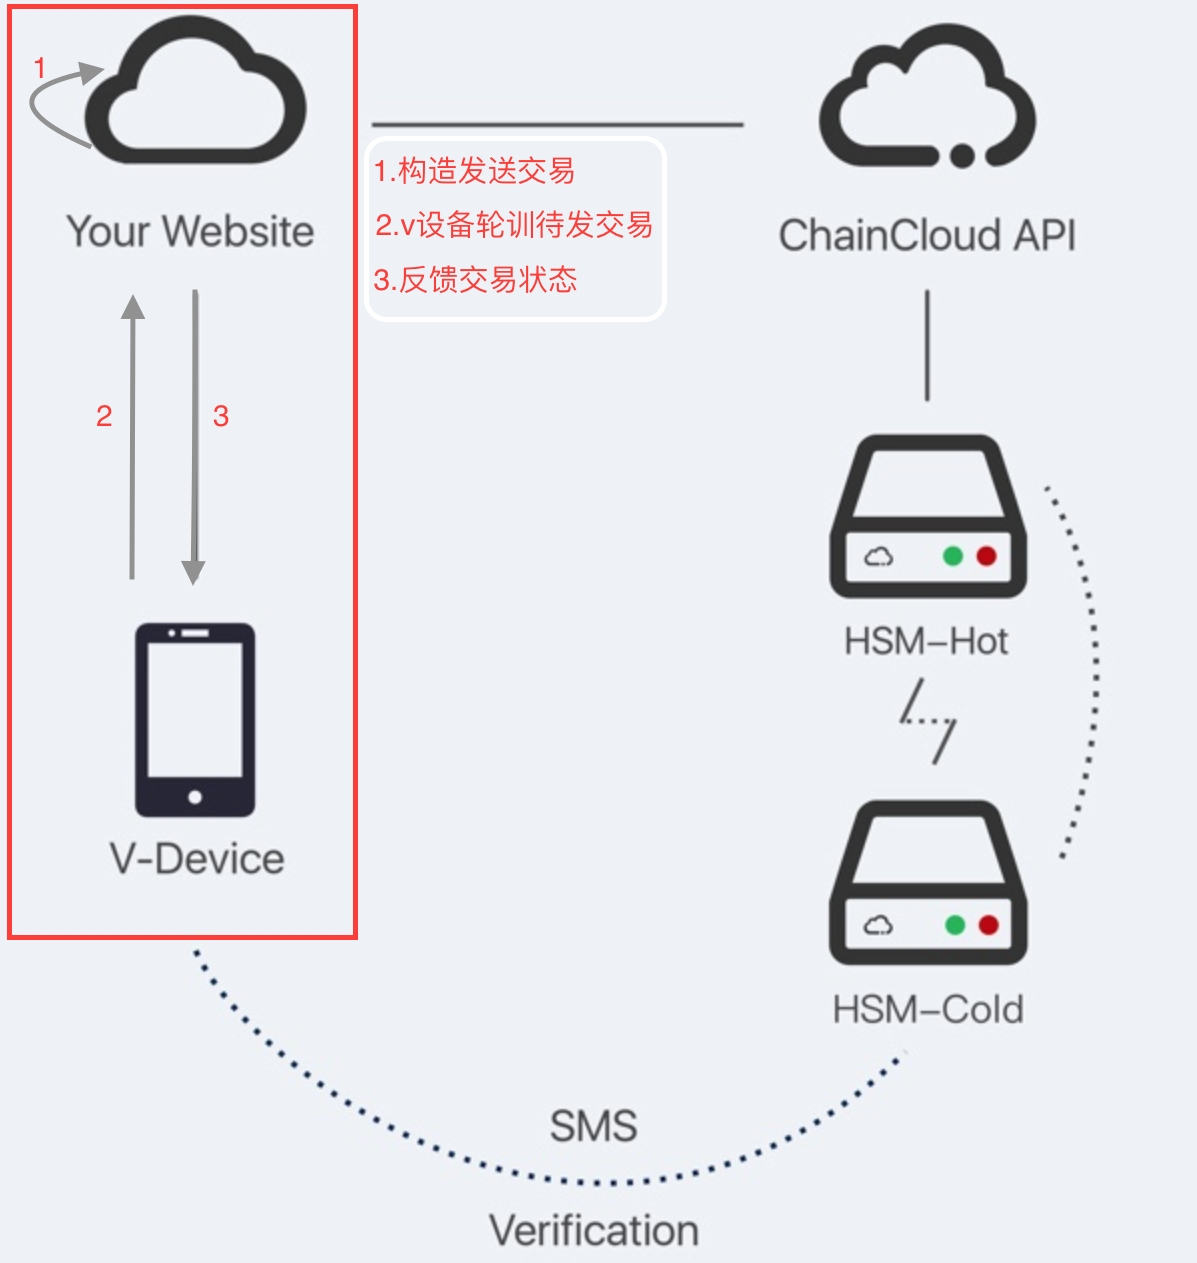 1
Your Website
1.构造发送交易
2.v设备轮训待发交易
3.反馈交易状态
ChainCloud API
2
3
HSM–Hot
V-Device
HSM–Cold
SMS
Verification